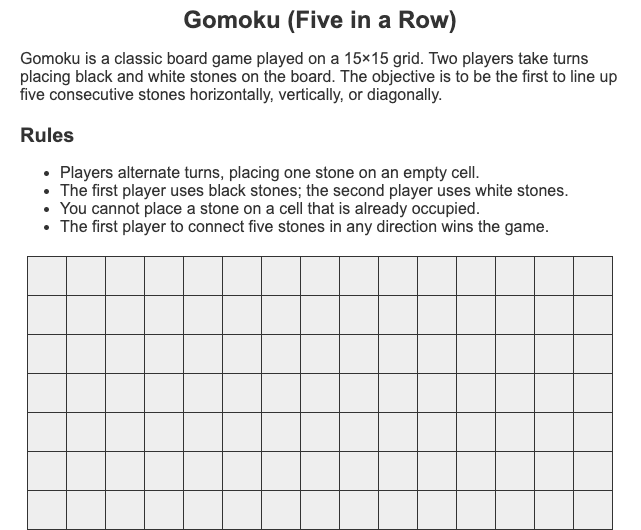 Gomoku (Five in a Row)
Gomoku is a classic board game played on a 15×15 grid. Two players take turns
placing black and white stones on the board. The objective is to be the first to line up
five consecutive stones horizontally, vertically, or diagonally.
Rules
• Players alternate turns, placing one stone on an empty cell.
• The first player uses black stones; the second player uses white stones.
• You cannot place a stone on a cell that is already occupied.
• The first player to connect five stones in any direction wins the game.